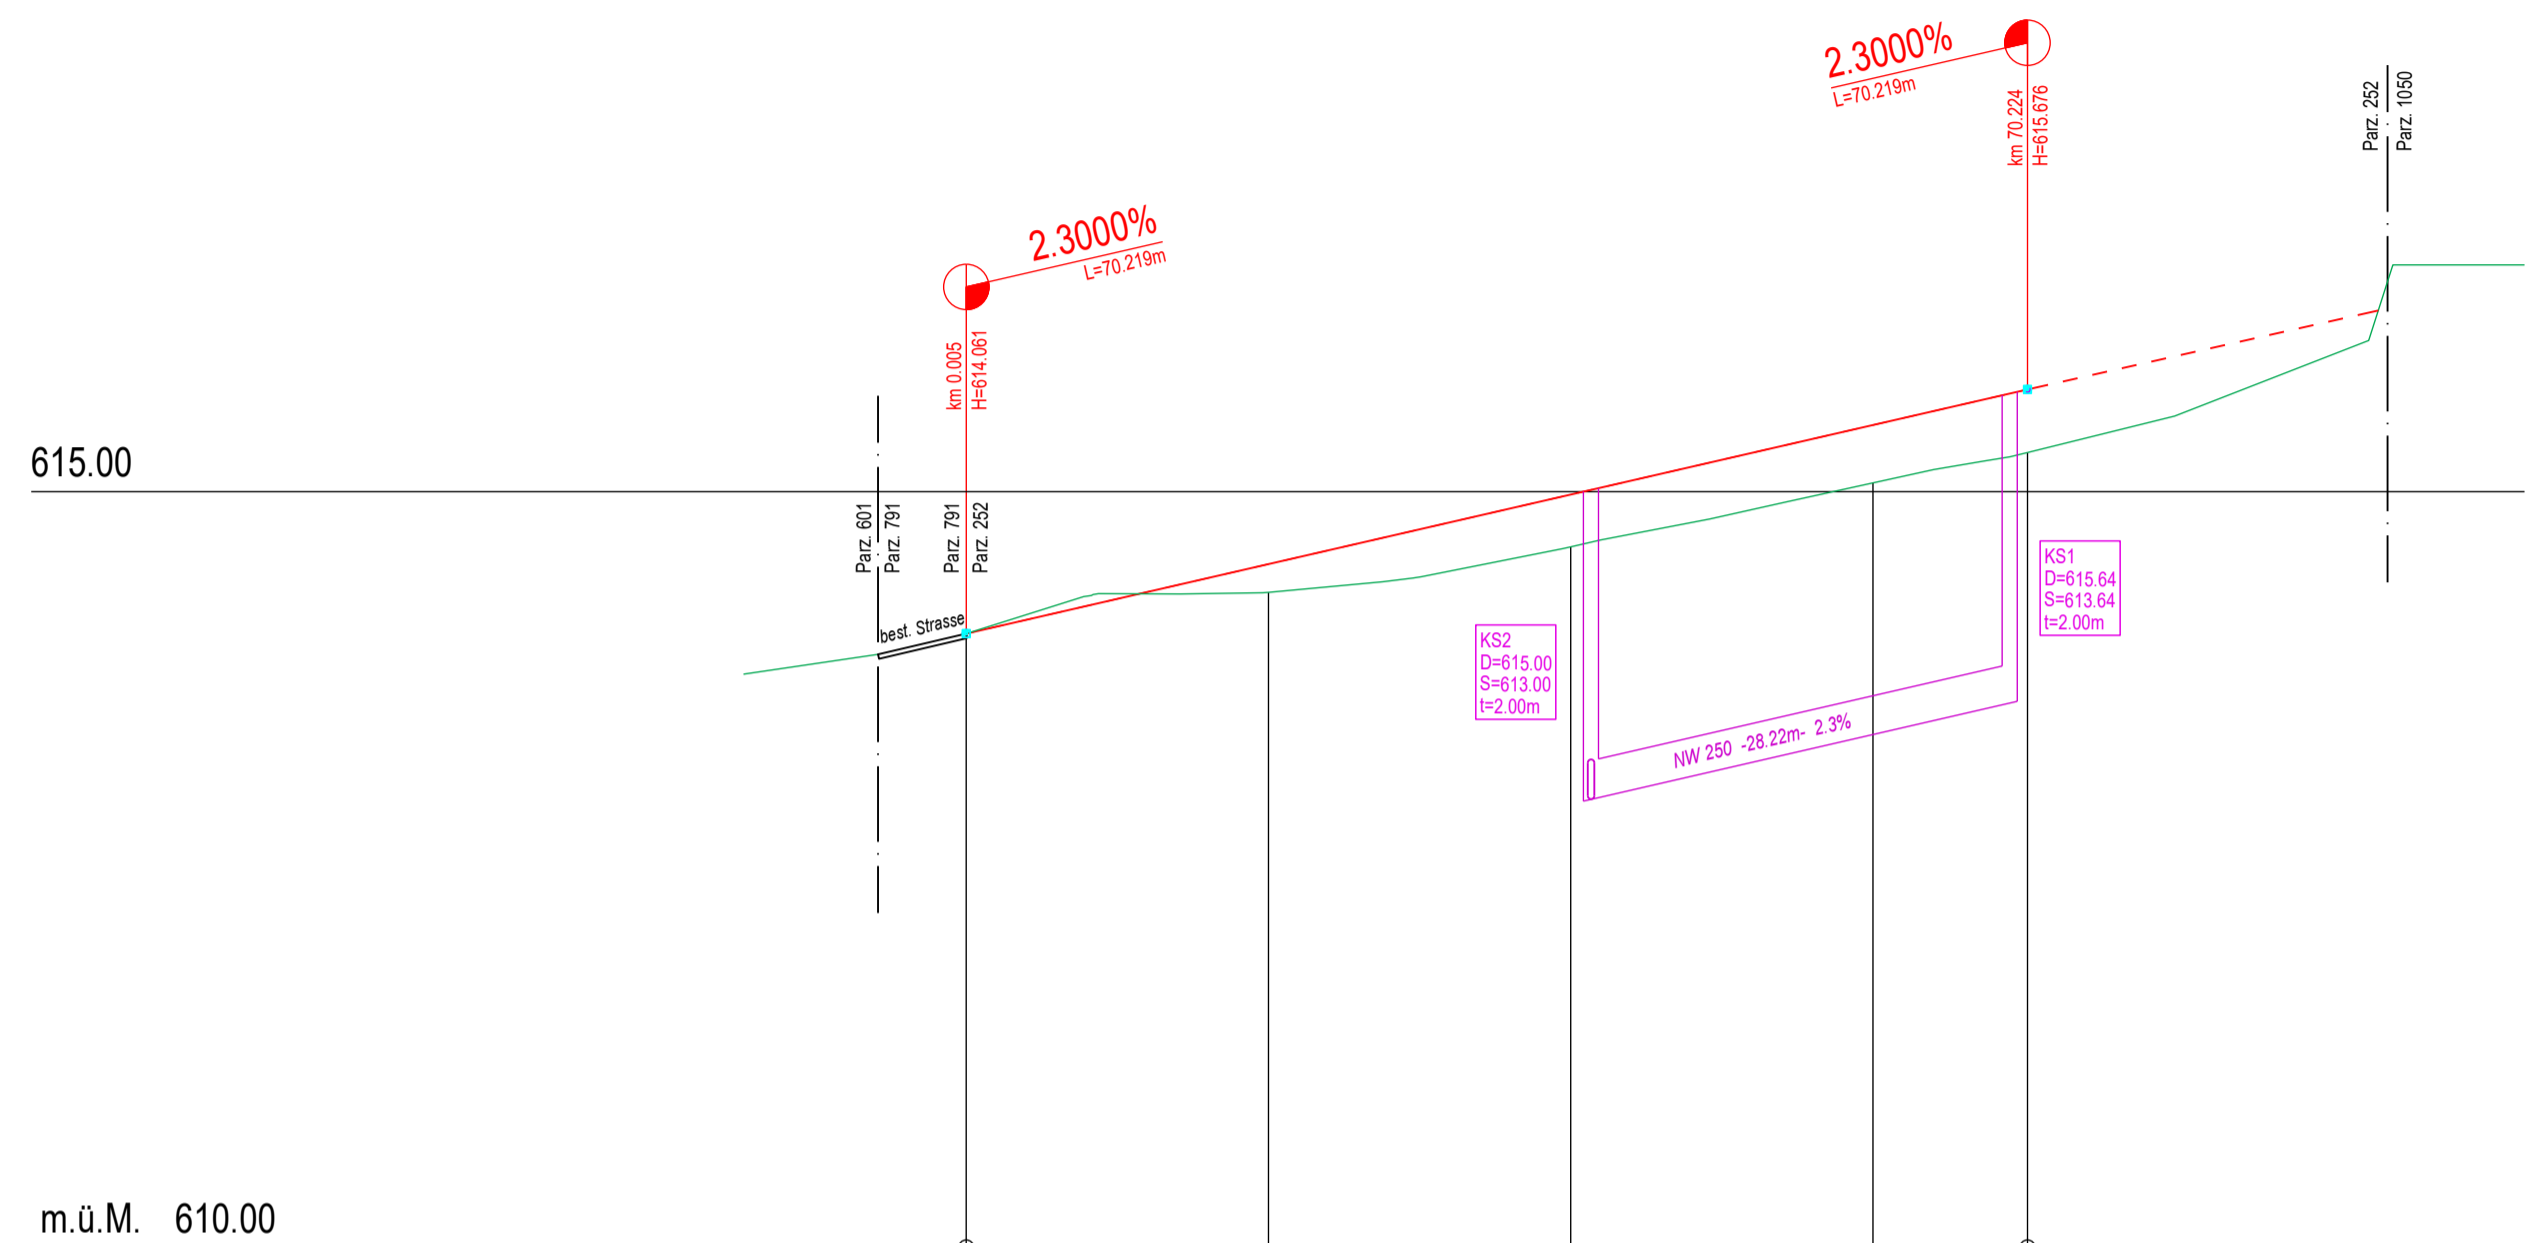 2.3000%
L=70.219m
km 70.224
H=615.676
Parz. 252
Parz. 1050
2.3000%
L=70.219m
km 0.005
H=614.061
615.00
Parz. 601
Parz. 791
Parz. 791
Parz. 252
best. Strasse
KS1
D=615.64
S=613.64
t=2.00m
KS2
D=615.00
S=613.00
t=2.00m
NW 250 -28.22m- 2.3%
m.ü.M. 610.00